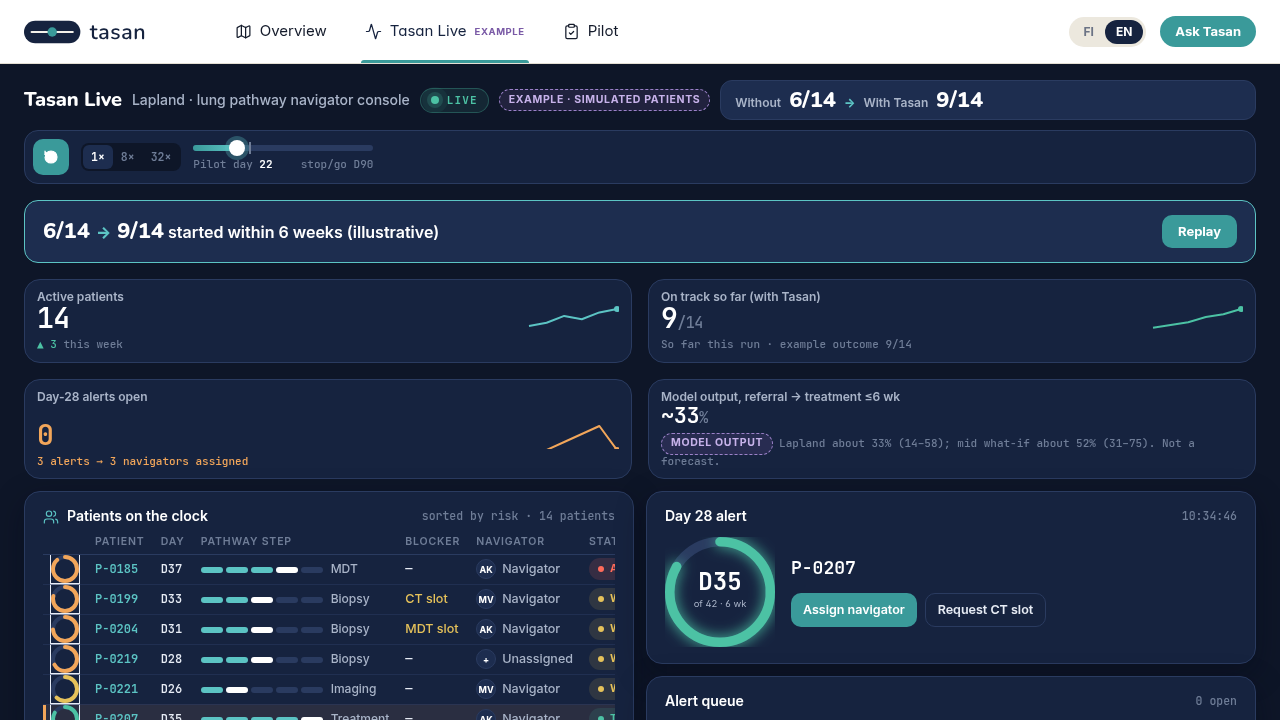 tasan
Overview
Tasan Live EXAMPLE
Pilot
FI EN
Ask Tasan
Tasan Live Lapland · lung pathway navigator console LIVE EXAMPLE · SIMULATED PATIENTS
Without 6/14 → With Tasan 9/14
1× 8× 32×
Pilot day 22 stop/go D90
6/14 → 9/14 started within 6 weeks (illustrative)
Replay
Active patients
14
▲ 3 this week
On track so far (with Tasan)
9/14
So far this run · example outcome 9/14
Day-28 alerts open
0
3 alerts → 3 navigators assigned
Model output, referral → treatment ≤6 wk
~33%
MODEL OUTPUT Lapland about 33% (14–58); mid what-if about 52% (31–75). Not a
forecast.
Patients on the clock sorted by risk · 14 patients
PATIENT DAY PATHWAY STEP BLOCKER NAVIGATOR STAT
P-0185 D37 MDT — AK Navigator
P-0199 D33 Biopsy CT slot MV Navigator
P-0204 D31 Biopsy MDT slot AK Navigator
P-0219 D28 Biopsy — + Unassigned
P-0221 D26 Imaging — MV Navigator
P-0207 D35 Treatment — AK Navigator
Day 28 alert 10:34:46
D35
of 42 · 6 wk
P-0207
Assign navigator Request CT slot
Alert queue 0 open